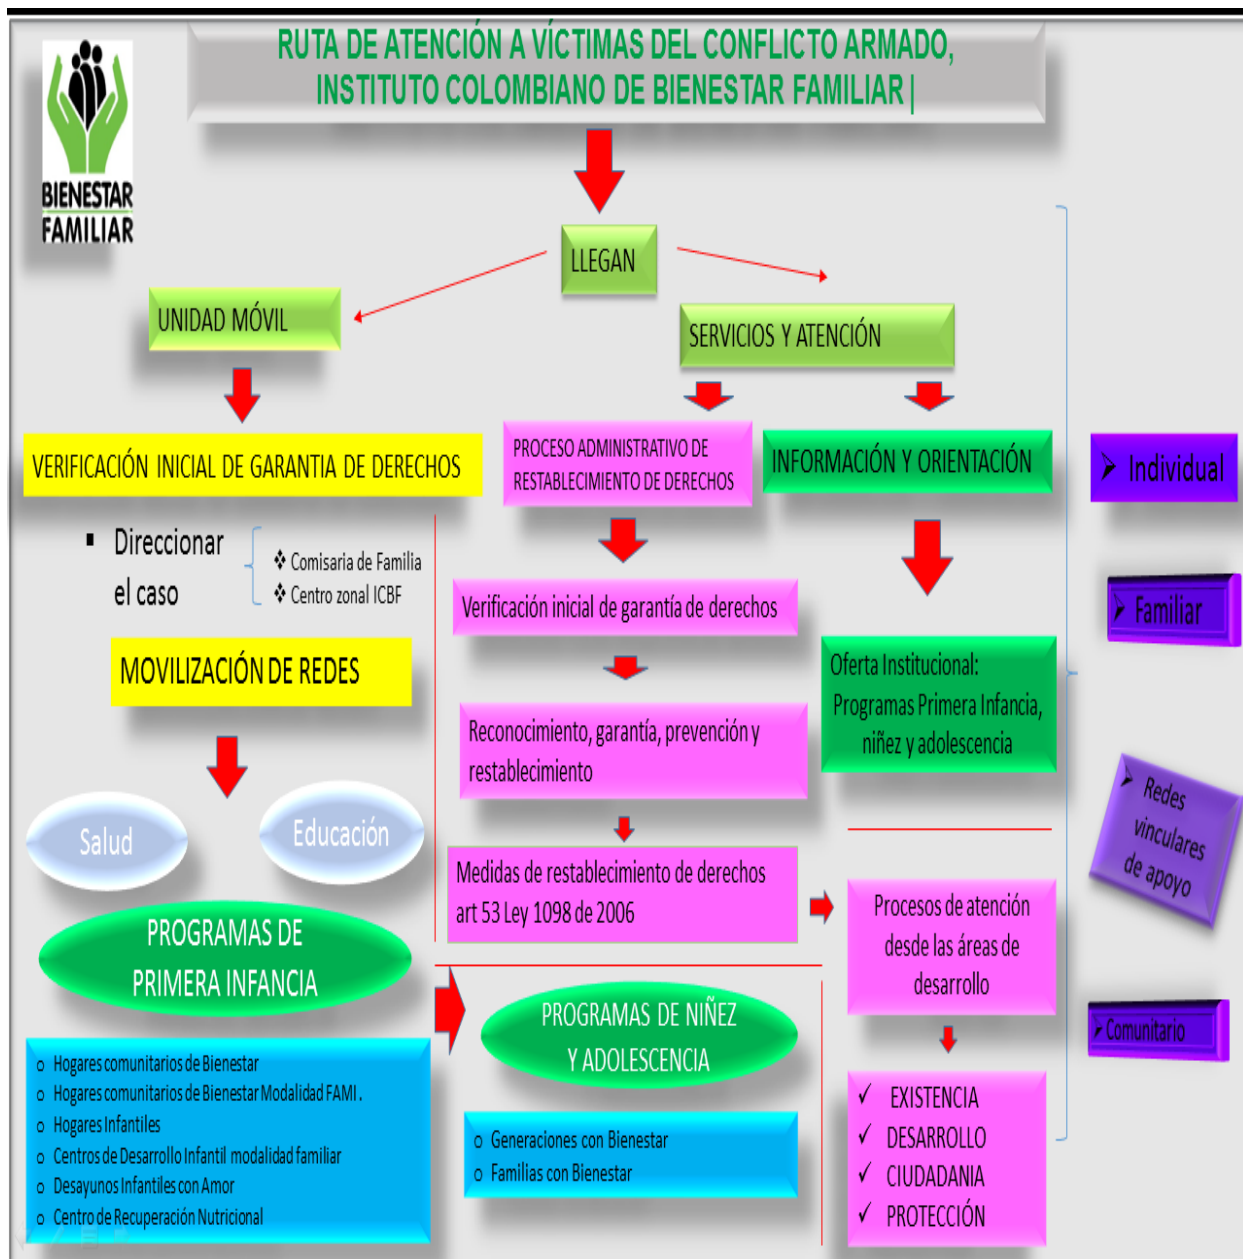 RUTA DE ATENCIÓN A VÍCTIMAS DEL CONFLICTO ARMADO,
INSTITUTO COLOMBIANO DE BIENESTAR FAMILIAR |
BIENESTAR
FAMILIAR
LLEGAN
UNIDAD MÓVIL
SERVICIOS Y ATENCIÓN
VERIFICACIÓN INICIAL DE GARANTIA DE DERECHOS
▪ Direccionar
el caso
❖ Comisaria de Familia
❖ Centro zonal ICBF
MOVILIZACIÓN DE REDES
Salud
Educación
PROGRAMAS DE
PRIMERA INFANCIA
o Hogares comunitarios de Bienestar
o Hogares comunitarios de Bienestar Modalidad FAMI .
o Hogares Infantiles
o Centros de Desarrollo Infantil modalidad familiar
o Desayunos Infantiles con Amor
o Centro de Recuperación Nutricional
PROGRAMAS DE NIÑEZ
Y ADOLESCENCIA
o Generaciones con Bienestar
o Familias con Bienestar
PROCESO ADMINISTRATIVO DE
RESTABLECIMIENTO DE DERECHOS
Verificación inicial de garantía de derechos
Reconocimiento, garantía, prevención y
restablecimiento
Medidas de restablecimiento de derechos
art 53 Ley 1098 de 2006
Procesos de atención
desde las áreas de
desarrollo
✓ EXISTENCIA
✓ DESARROLLO
✓ CIUDADANIA
✓ PROTECCIÓN
INFORMACIÓN Y ORIENTACIÓN
Oferta Institucional:
Programas Primera Infancia,
niñez y adolescencia
➤ Individual
➤ Familiar
➤ Redes
vinculares
de apoyo
➤ Comunitario